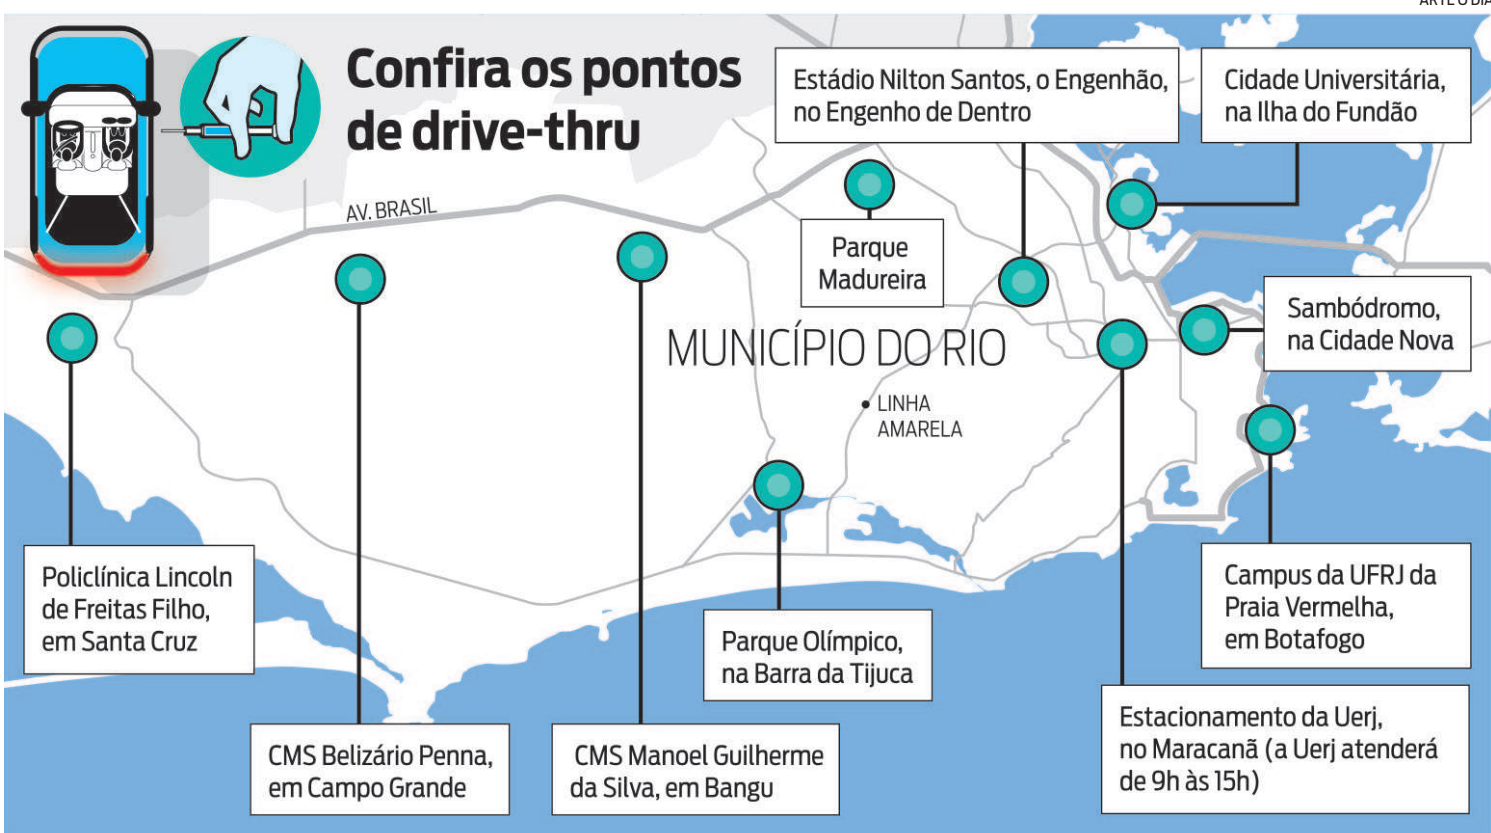 ARTE O DIA
Confira os pontos
de drive-thru
Estádio Nilton Santos, o Engenhão,
no Engenho de Dentro
Cidade Universitária,
na Ilha do Fundão
AV. BRASIL
Parque
Madureira
Sambódromo,
na Cidade Nova
MUNICÍPIO DO RIO
LINHA
AMARELA
Policlínica Lincoln
de Freitas Filho,
em Santa Cruz
Campus da UFRJ da
Praia Vermelha,
em Botafogo
Parque Olímpico,
na Barra da Tijuca
CMS Belizário Penna,
em Campo Grande
CMS Manoel Guilherme
da Silva, em Bangu
Estacionamento da Uerj,
no Maracanã (a Uerj atenderá
de 9h às 15h)